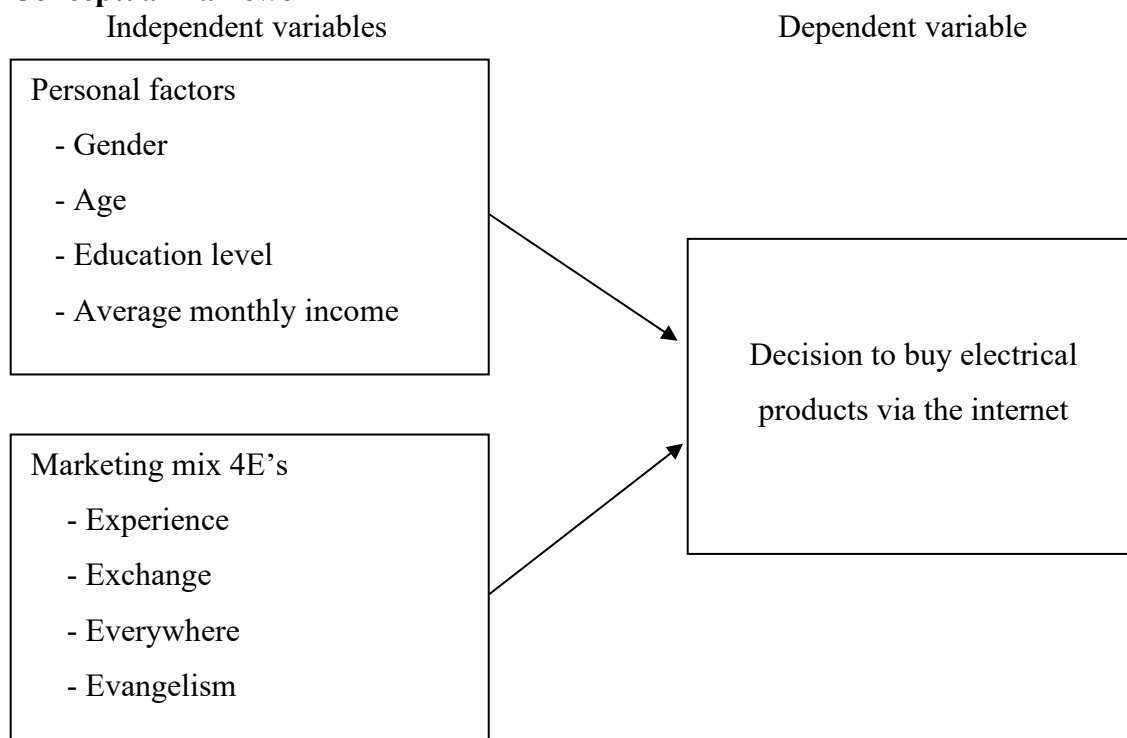 Independent variables
Dependent variable
Personal factors
- Gender
- Age
- Education level
- Average monthly income
Decision to buy electrical
products via the internet
Marketing mix 4E’s
- Experience
- Exchange
- Everywhere
- Evangelism